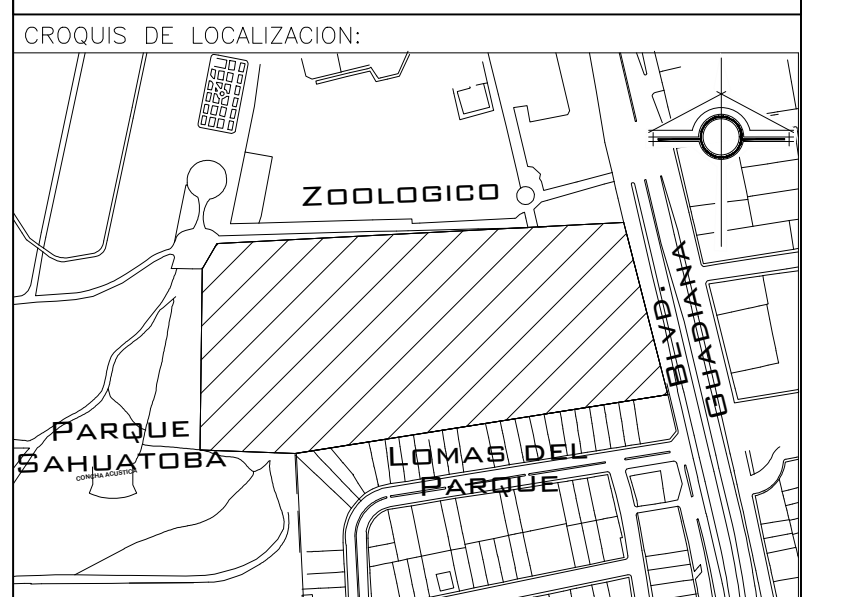 CROQUIS DE LOCALIZACION:
ZOOLOGICO
BLVD.
GUADIANA
PARQUE
SAHUATOBA
CONCHA ACUSTICA
LOMAS DEL
PARQUE